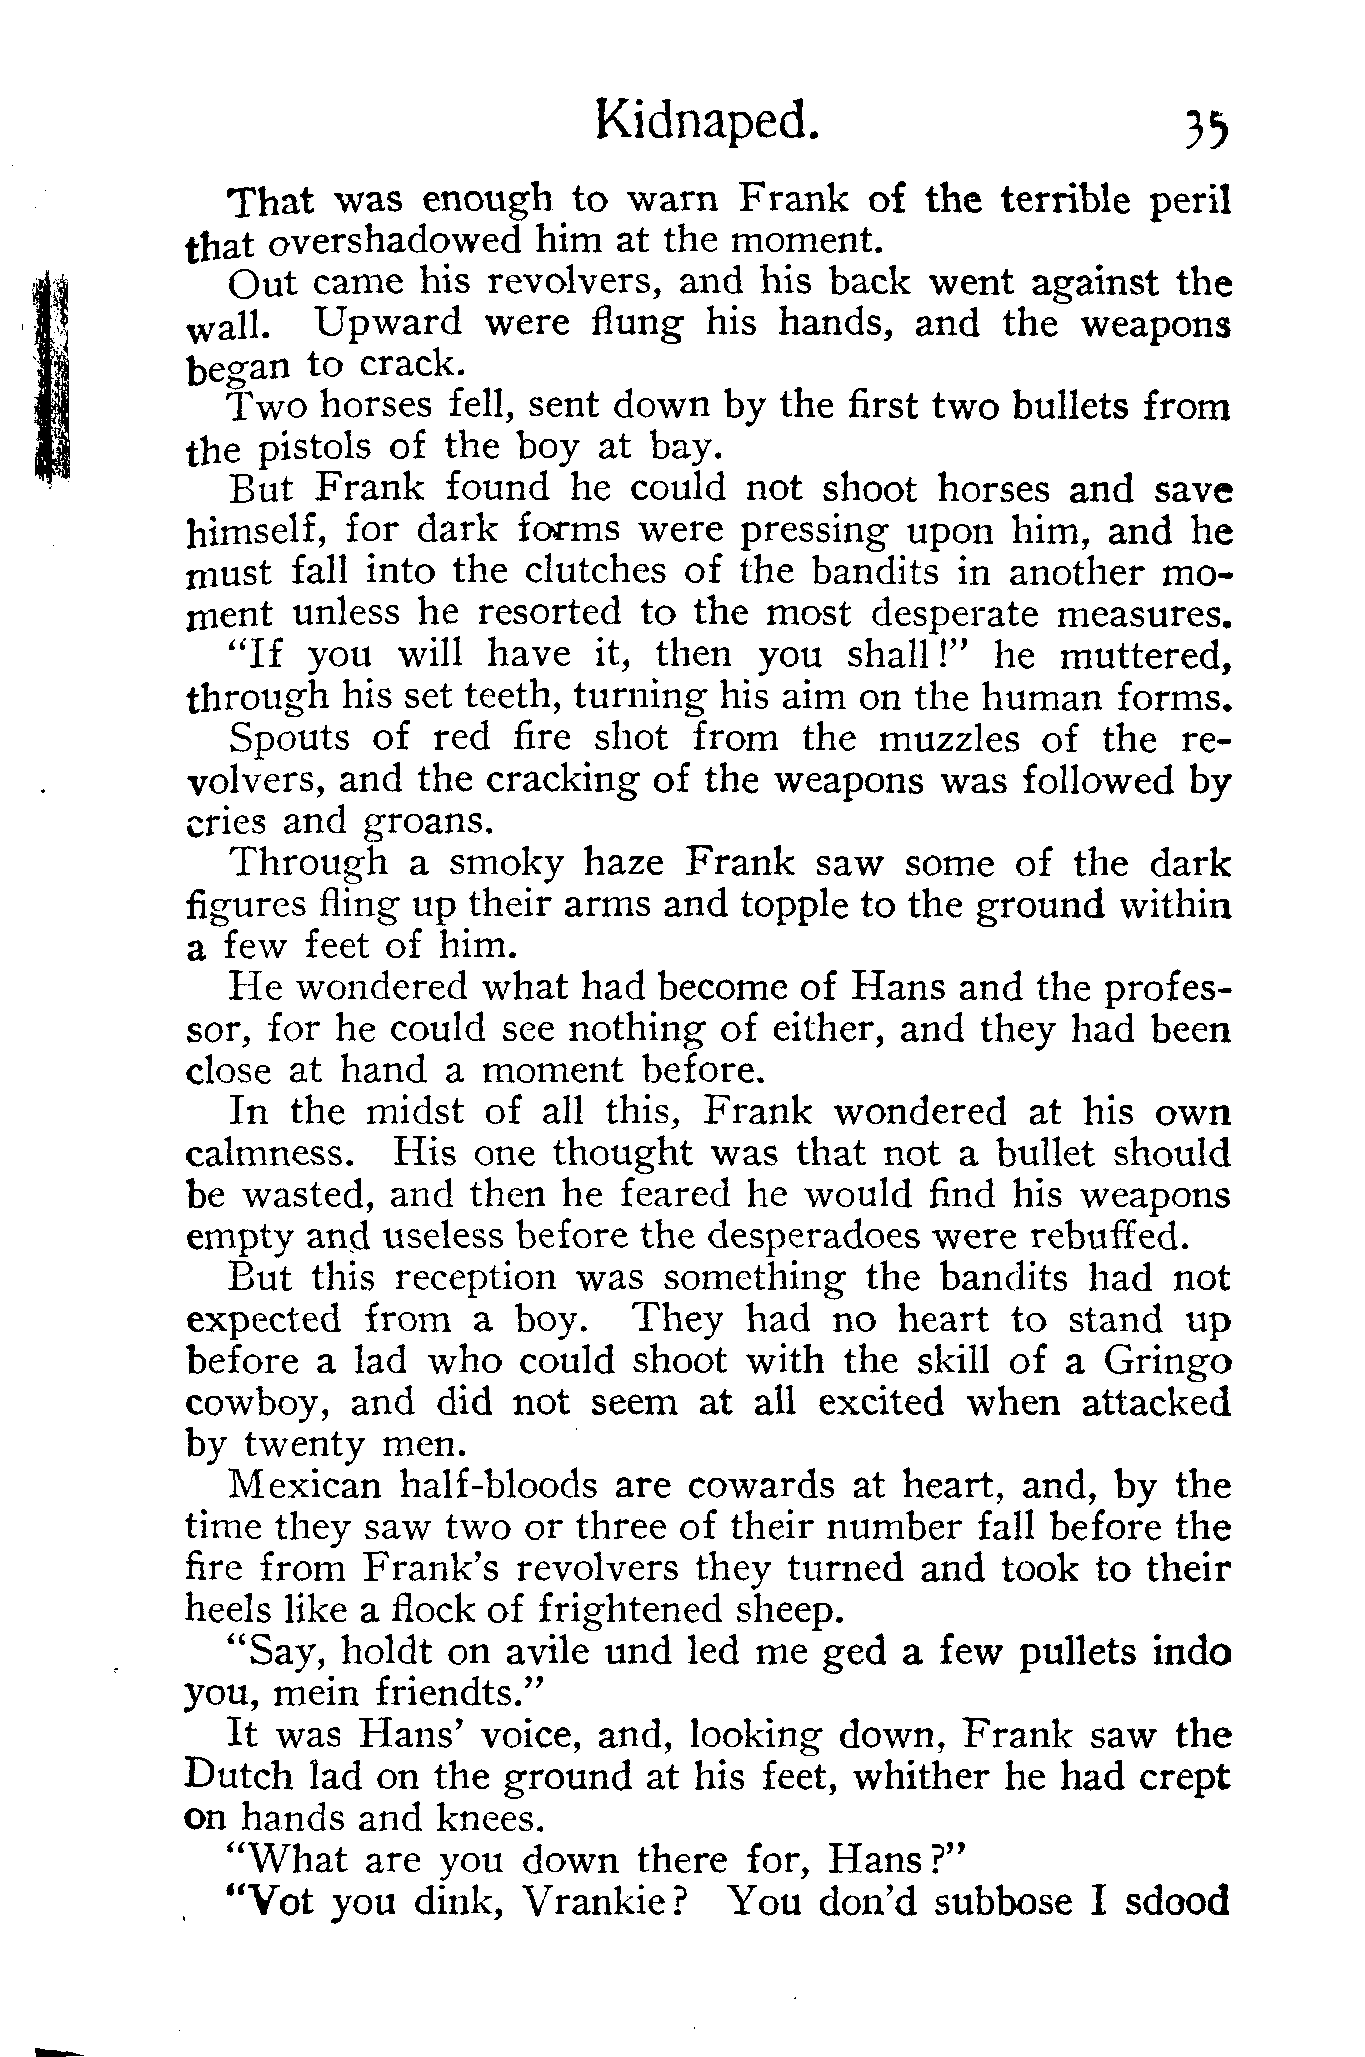 Kidnaped. 35
That was enough to warn Frank of the terrible peril
that overshadowed him at the moment.
Out came his revolvers, and his back went against the
wall. Upward were flung his hands, and the weapons
began to crack.
Two horses fell, sent down by the first two bullets from
the pistols of the boy at bay.
But Frank found he could not shoot horses and save
himself, for dark forms were pressing upon him, and he
must fall into the clutches of the bandits in another mo-
ment unless he resorted to the most desperate measures.
“If you will have it, then you shall!” he muttered,
through his set teeth, turning his aim on the human forms.
Spouts of red fire shot from the muzzles of the re-
volvers, and the cracking of the weapons was followed by
cries and groans.
Through a smoky haze Frank saw some of the dark
figures fling up their arms and topple to the ground within
a few feet of him.
He wondered what had become of Hans and the profes-
sor, for he could see nothing of either, and they had been
close at hand a moment before.
In the midst of all this, Frank wondered at his own
calmness. His one thought was that not a bullet should
be wasted, and then he feared he would find his weapons
empty and useless before the desperadoes were rebuffed.
But this reception was something the bandits had not
expected from a boy. They had no heart to stand up
before a lad who could shoot with the skill of a Gringo
cowboy, and did not seem at all excited when attacked
by twenty men.
Mexican half-bloods are cowards at heart, and, by the
time they saw two or three of their number fall before the
fire from Frank’s revolvers they turned and took to their
heels like a flock of frightened sheep.
“Say, holdt on avile und led me ged a few pullets indo
you, mein friendts.”
It was Hans’ voice, and, looking down, Frank saw the
Dutch lad on the ground at his feet, whither he had crept
on hands and knees.
“What are you down there for, Hans?”
“Vot you dink, Vrankie? You don’d subbose I sdood